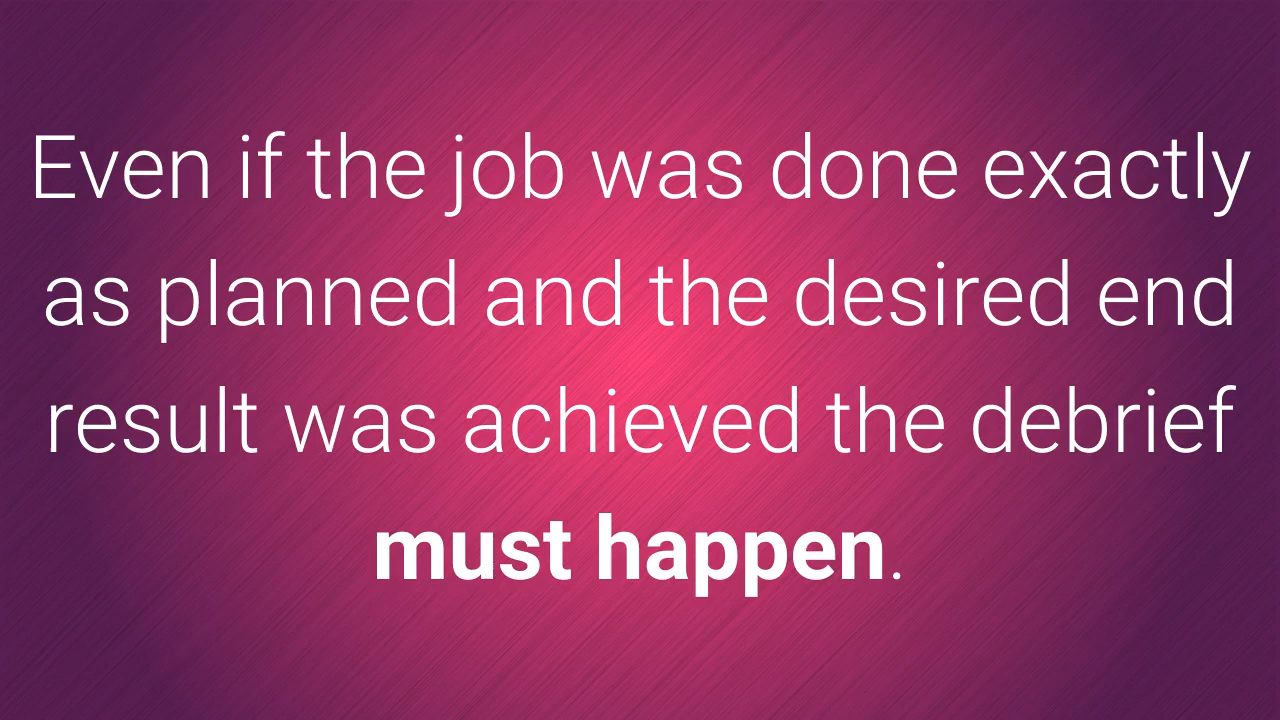 Even if the job was done exactly
as planned and the desired end
result was achieved the debrief
must happen.